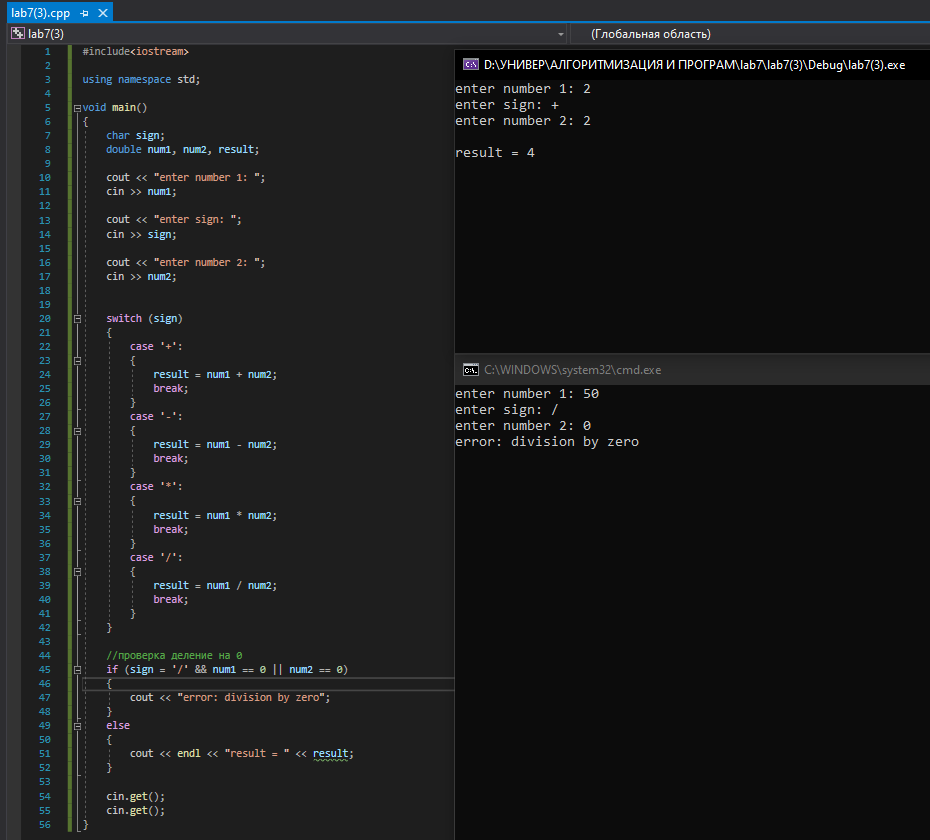 lab7(3).cpp
lab7(3)
(Глобальная область)
1 #include<iostream>
2
3 using namespace std;
4
5 void main()
6 {
7 char sign;
8 double num1, num2, result;
9
10 cout << "enter number 1: ";
11 cin >> num1;
12
13 cout << "enter sign: ";
14 cin >> sign;
15
16 cout << "enter number 2: ";
17 cin >> num2;
18
19
20 switch (sign)
21 {
22 case '+':
23 {
24 result = num1 + num2;
25 break;
26 }
27 case '-':
28 {
29 result = num1 - num2;
30 break;
31 }
32 case '*':
33 {
34 result = num1 * num2;
35 break;
36 }
37 case '/':
38 {
39 result = num1 / num2;
40 break;
41 }
42 }
43
44 //проверка деление на 0
45 if (sign = '/' && num1 == 0 || num2 == 0)
46 {
47 cout << "error: division by zero";
48 }
49 else
50 {
51 cout << endl << "result = " << result;
52 }
53
54 cin.get();
55 cin.get();
56 }
D:\УНИВЕР\АЛГОРИТМИЗАЦИЯ И ПРОГРАМ\lab7\lab7(3)\Debug\lab7(3).exe
enter number 1: 2
enter sign: +
enter number 2: 2
result = 4
C:\WINDOWS\system32\cmd.exe
enter number 1: 50
enter sign: /
enter number 2: 0
error: division by zero